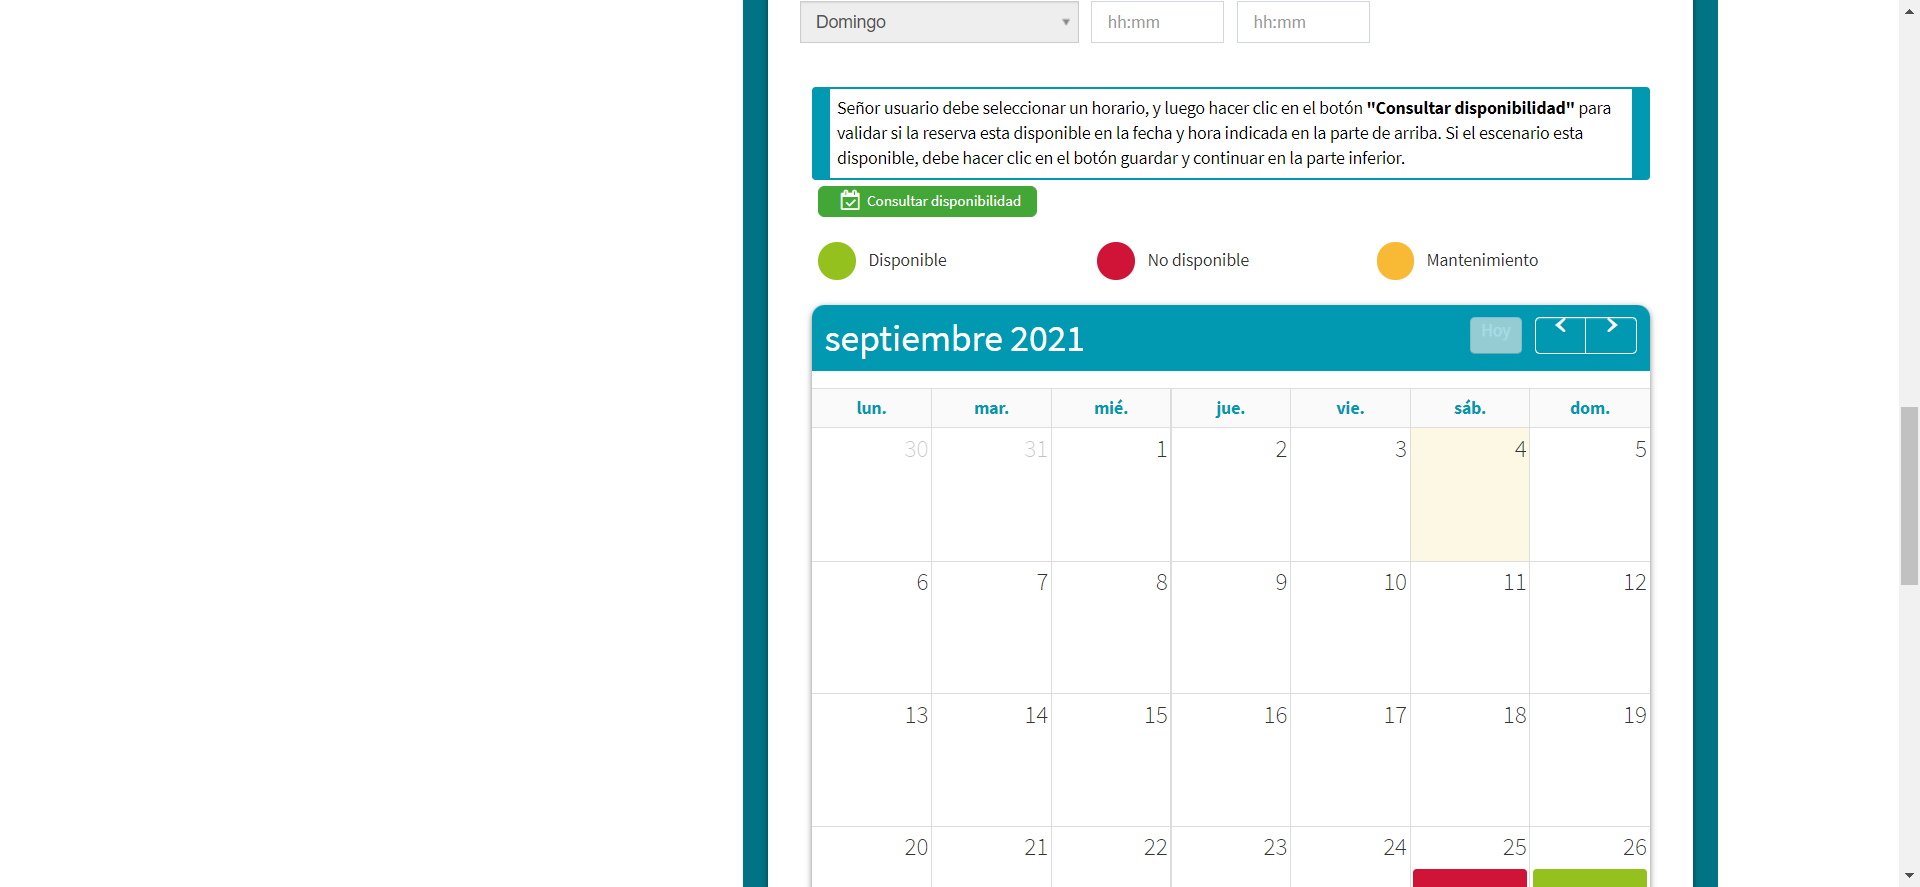 Domingo hh:mm hh:mm
Señor usuario debe seleccionar un horario, y luego hacer clic en el botón "Consultar disponibilidad" para
validar si la reserva esta disponible en la fecha y hora indicada en la parte de arriba. Si el escenario esta
disponible, debe hacer clic en el botón guardar y continuar en la parte inferior.
Consultar disponibilidad
Disponible No disponible Mantenimiento
septiembre 2021 Hoy
lun. mar. mié. jue. vie. sáb. dom.
30 31 1 2 3 4 5
6 7 8 9 10 11 12
13 14 15 16 17 18 19
20 21 22 23 24 25 26